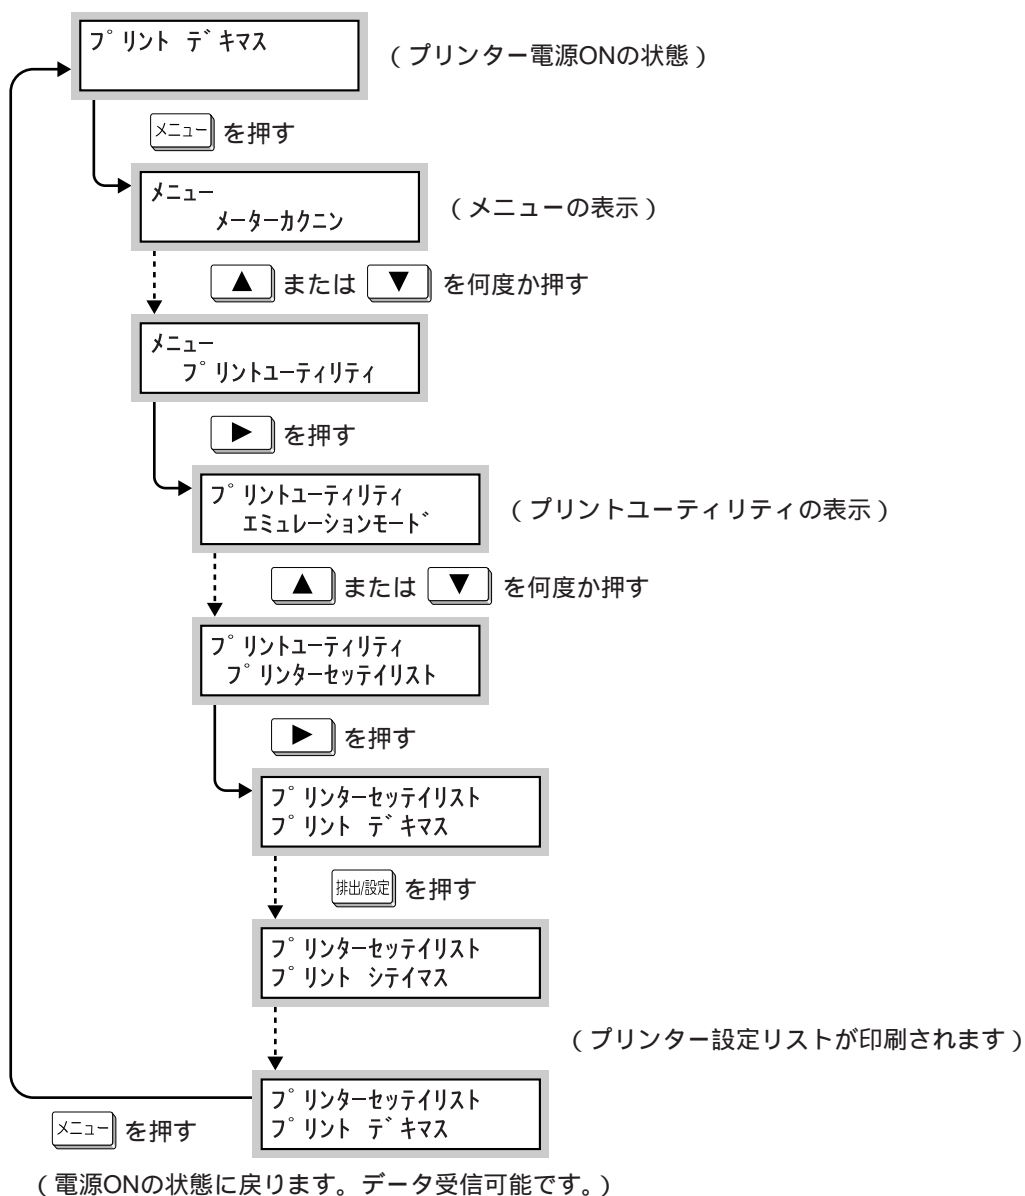 プリント デキマス
(プリンター電源ONの状態)
メニュー を押す
メニュー
メーターカクニン
(メニューの表示)
▲ または ▼ を何度か押す
メニュー
プリントユーティリティ
▶ を押す
プリントユーティリティ
エミュレーションモード
(プリントユーティリティの表示)
▲ または ▼ を何度か押す
プリントユーティリティ
プリンターセッテイリスト
▶ を押す
プリンターセッテイリスト
プリント デキマス
排出/設定 を押す
プリンターセッテイリスト
プリント シテイマス
(プリンター設定リストが印刷されます)
プリンターセッテイリスト
プリント デキマス
メニュー を押す
(電源ONの状態に戻ります。データ受信可能です。)